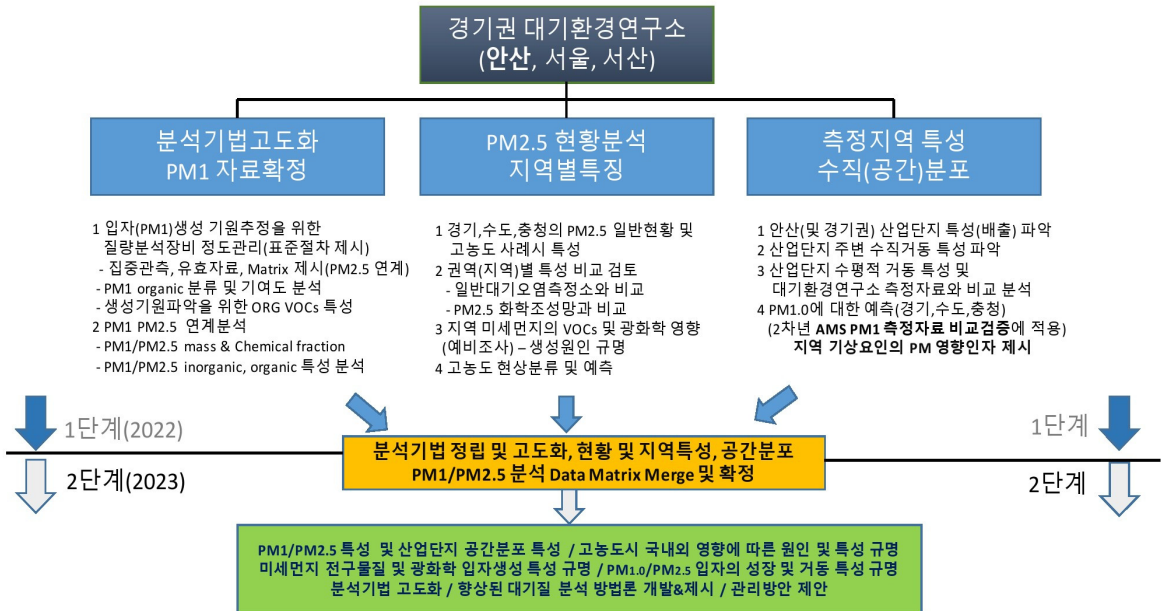 경기권 대기환경연구소
(안산, 서울, 서산)
분석기법고도화
PM1 자료확정
PM2.5 현황분석
지역별특징
측정지역 특성
수직(공간)분포
1 입자(PM1)생성 기원추정을 위한
질량분석장비 정도관리(표준절차 제시)
- 집중관측, 유효자료, Matrix 제시(PM2.5 연계)
- PM1 organic 분류 및 기여도 분석
- 생성기원파악을 위한 ORG VOCs 특성
2 PM1 PM2.5 연계분석
- PM1/PM2.5 mass & Chemical fraction
- PM1/PM2.5 inorganic, organic 특성 분석
1 경기,수도,충청의 PM2.5 일반현황 및
고농도 사례시 특성
2 권역(지역)별 특성 비교 검토
- 일반대기오염측정소와 비교
- PM2.5 화학조성망과 비교
3 지역 미세먼지의 VOCs 및 광화학 영향
(예비조사) – 생성원인 규명
4 고농도 현상분류 및 예측
1 안산(및 경기권) 산업단지 특성(배출) 파악
2 산업단지 주변 수직거동 특성 파악
3 산업단지 수평적 거동 특성 및
대기환경연구소 측정자료와 비교 분석
4 PM1.0에 대한 예측(경기,수도,충청)
(2차년 AMS PM1 측정자료 비교검증에 적용)
지역 기상요인의 PM 영향인자 제시
1단계(2022)
2단계(2023)
분석기법 정립 및 고도화, 현황 및 지역특성, 공간분포
PM1/PM2.5 분석 Data Matrix Merge 및 확정
1단계
2단계
PM1/PM2.5 특성 및 산업단지 공간분포 특성 / 고농도시 국내외 영향에 따른 원인 및 특성 규명
미세먼지 전구물질 및 광화학 입자생성 특성 규명 / PM1.0/PM2.5 입자의 성장 및 거동 특성 규명
분석기법 고도화 / 향상된 대기질 분석 방법론 개발&제시 / 관리방안 제안